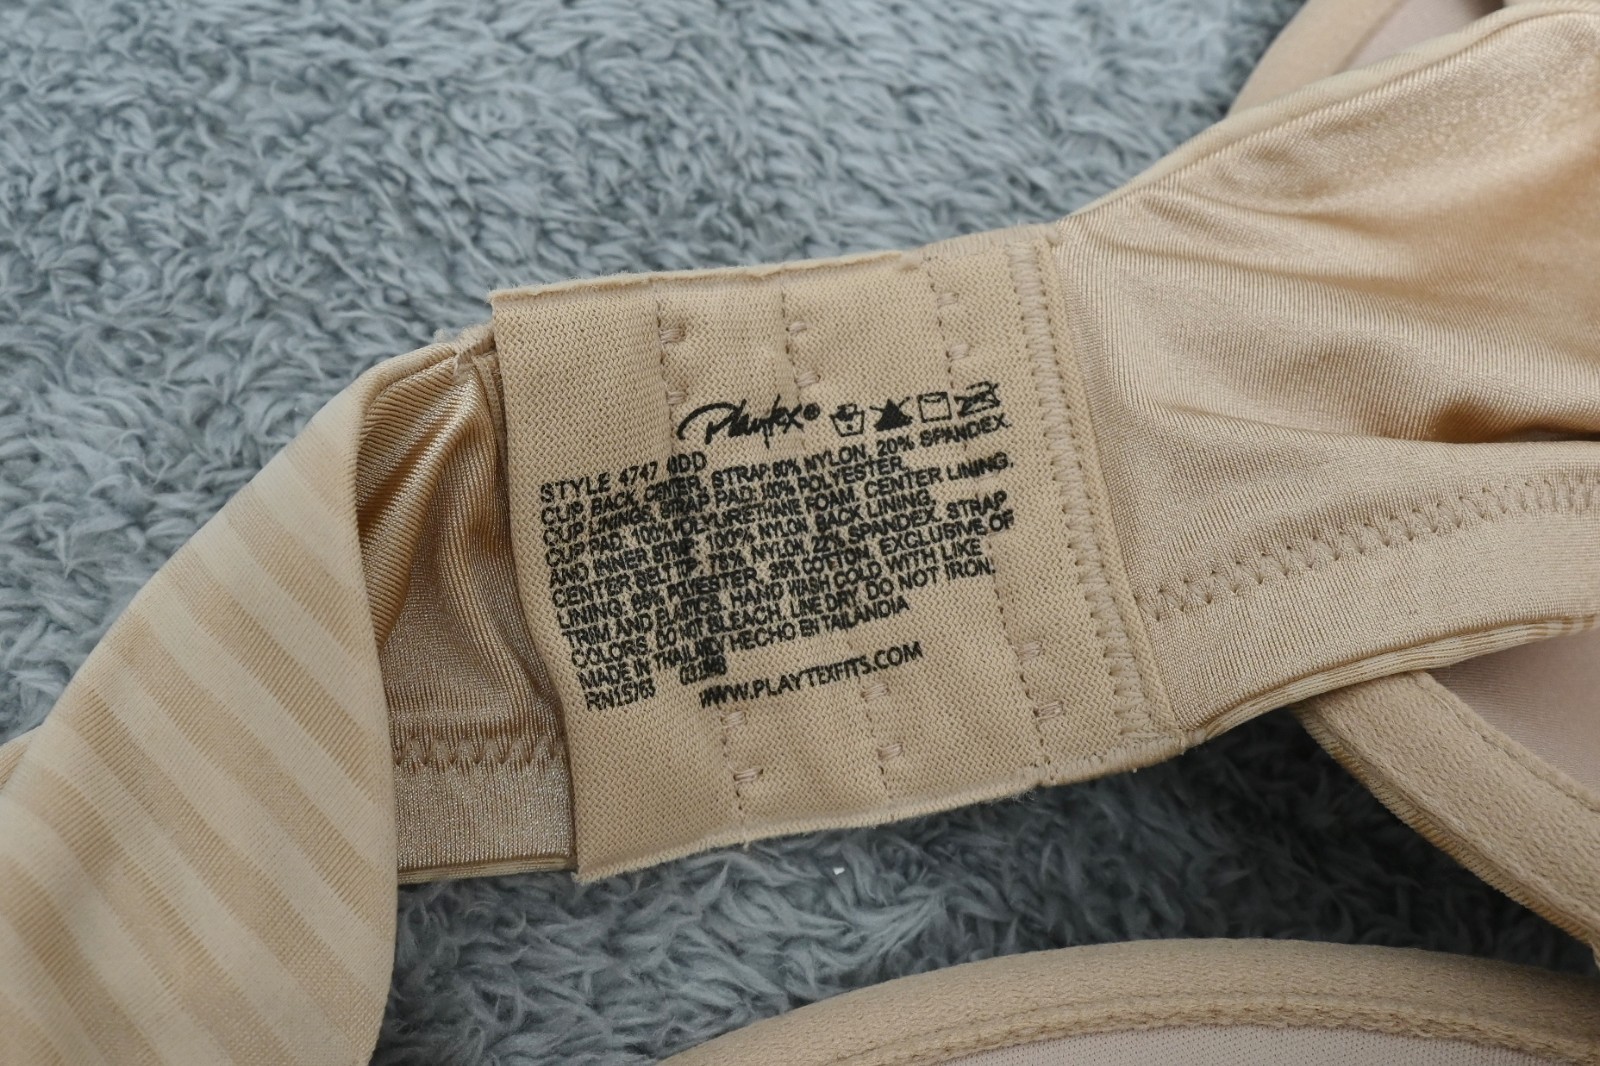 Playtex®
STYLE 4747
CUP, BACK, CENTER, STRAP: 80% NYLON, 20% SPANDEX.
CUP LININGS, STRAP PAD: 100% POLYESTER.
CUP PAD: 100% POLYURETHANE FOAM. CENTER LINING,
AND INNER STRAP: 100% NYLON. BACK LINING,
CENTER BELT TIP: 78% NYLON, 22% SPANDEX. STRAP
LINING: POLYESTER, 35% COTTON. EXCLUSIVE OF
TRIM AND ELASTICS. HAND WASH COLD WITH LIKE
COLORS. DO NOT BLEACH. LINE DRY. DO NOT IRON.
MADE IN THAILAND/ HECHO EN TAILANDIA
RN15763
WWW.PLAYTEXFITS.COM